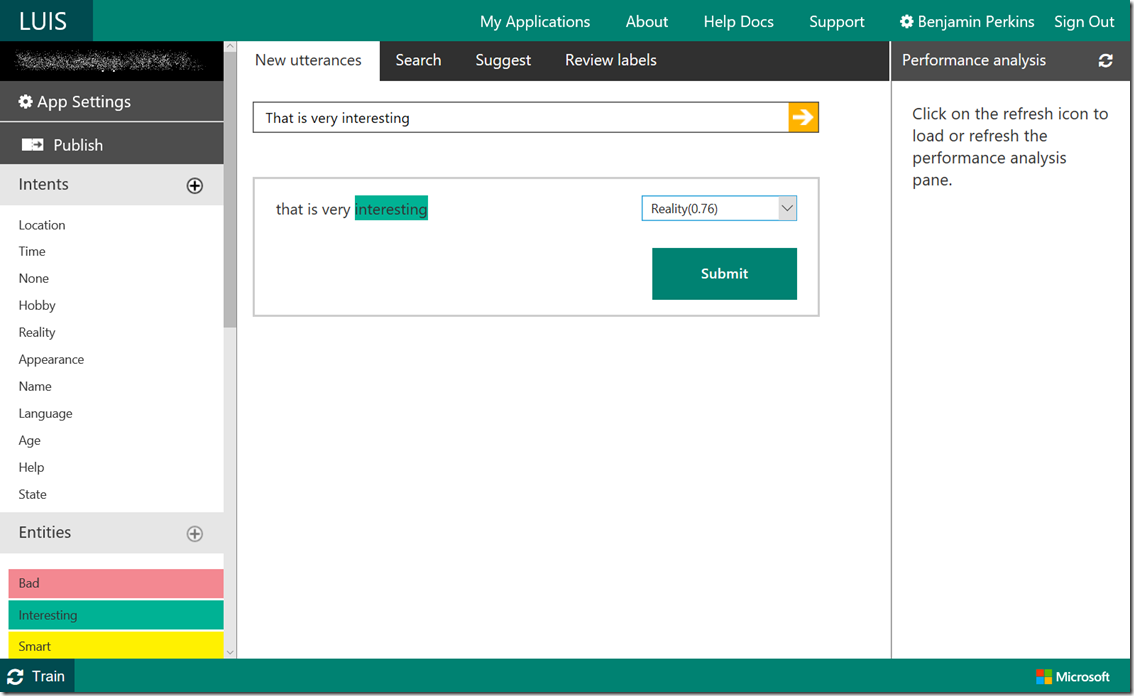 LUIS
My Applications
About
Help Docs
Support
Benjamin Perkins
Sign Out
App Settings
Publish
Intents
Location
Time
None
Hobby
Reality
Appearance
Name
Language
Age
Help
State
Entities
Bad
Interesting
Smart
Train
New utterances
Search
Suggest
Review labels
That is very interesting
that is very interesting
Reality(0.76)
Submit
Performance analysis
Click on the refresh icon to
load or refresh the
performance analysis
pane.
Microsoft